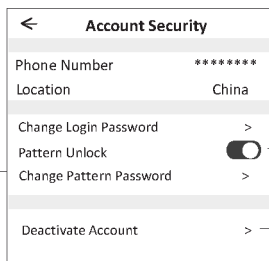 ← Account Security
Phone Number ********
Location China
Change Login Password >
Pattern Unlock
Change Pattern Password >
Deactivate Account >